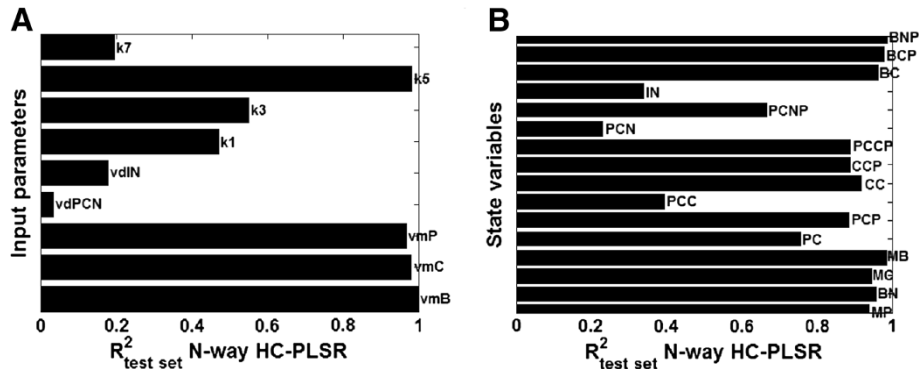 A
Input parameters
k7
k5
k3
k1
vdIN
vdPCN
vmP
vmC
vmB
0 0.2 0.4 0.6 0.8 1
R²test set N-way HC-PLSR
B
State variables
BNP
BCP
BC
IN
PCNP
PCN
PCCP
CCP
CC
PCC
PCP
PC
MB
MC
BN
MP
0 0.2 0.4 0.6 0.8 1
R²test set N-way HC-PLSR